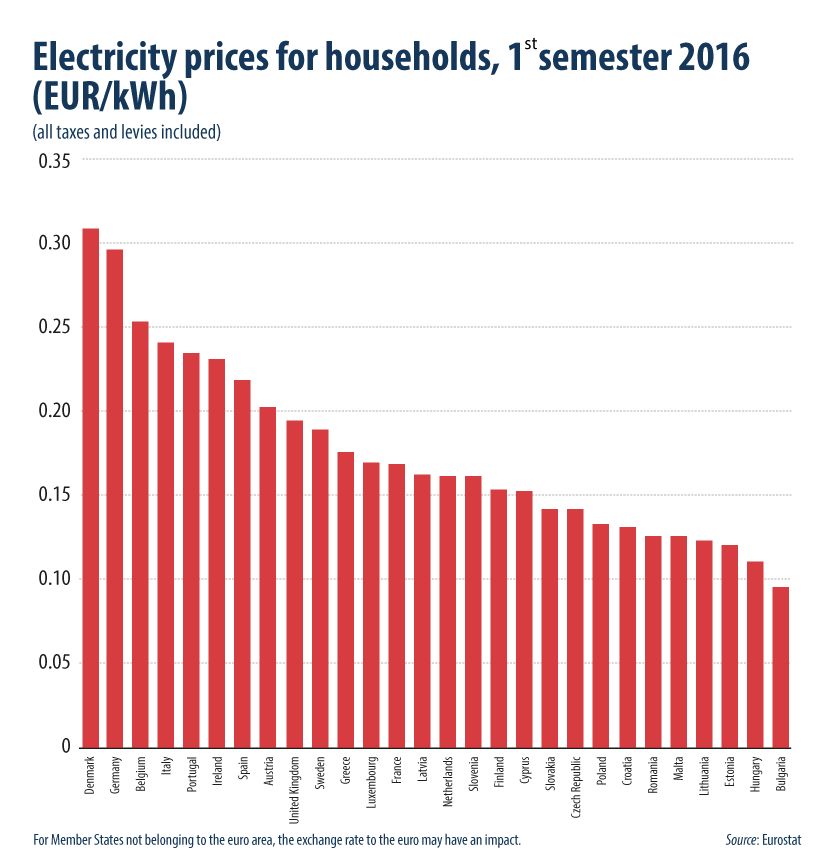 Electricity prices for households, 1st semester 2016
(EUR/kWh)
(all taxes and levies included)
0.35
0.30
0.25
0.20
0.15
0.10
0.05
0
Denmark
Germany
Belgium
Italy
Portugal
Ireland
Spain
Austria
United Kingdom
Sweden
Greece
Luxembourg
France
Latvia
Netherlands
Slovenia
Finland
Cyprus
Slovakia
Czech Republic
Poland
Croatia
Romania
Malta
Lithuania
Estonia
Hungary
Bulgaria
For Member States not belonging to the euro area, the exchange rate to the euro may have an impact.
Source: Eurostat